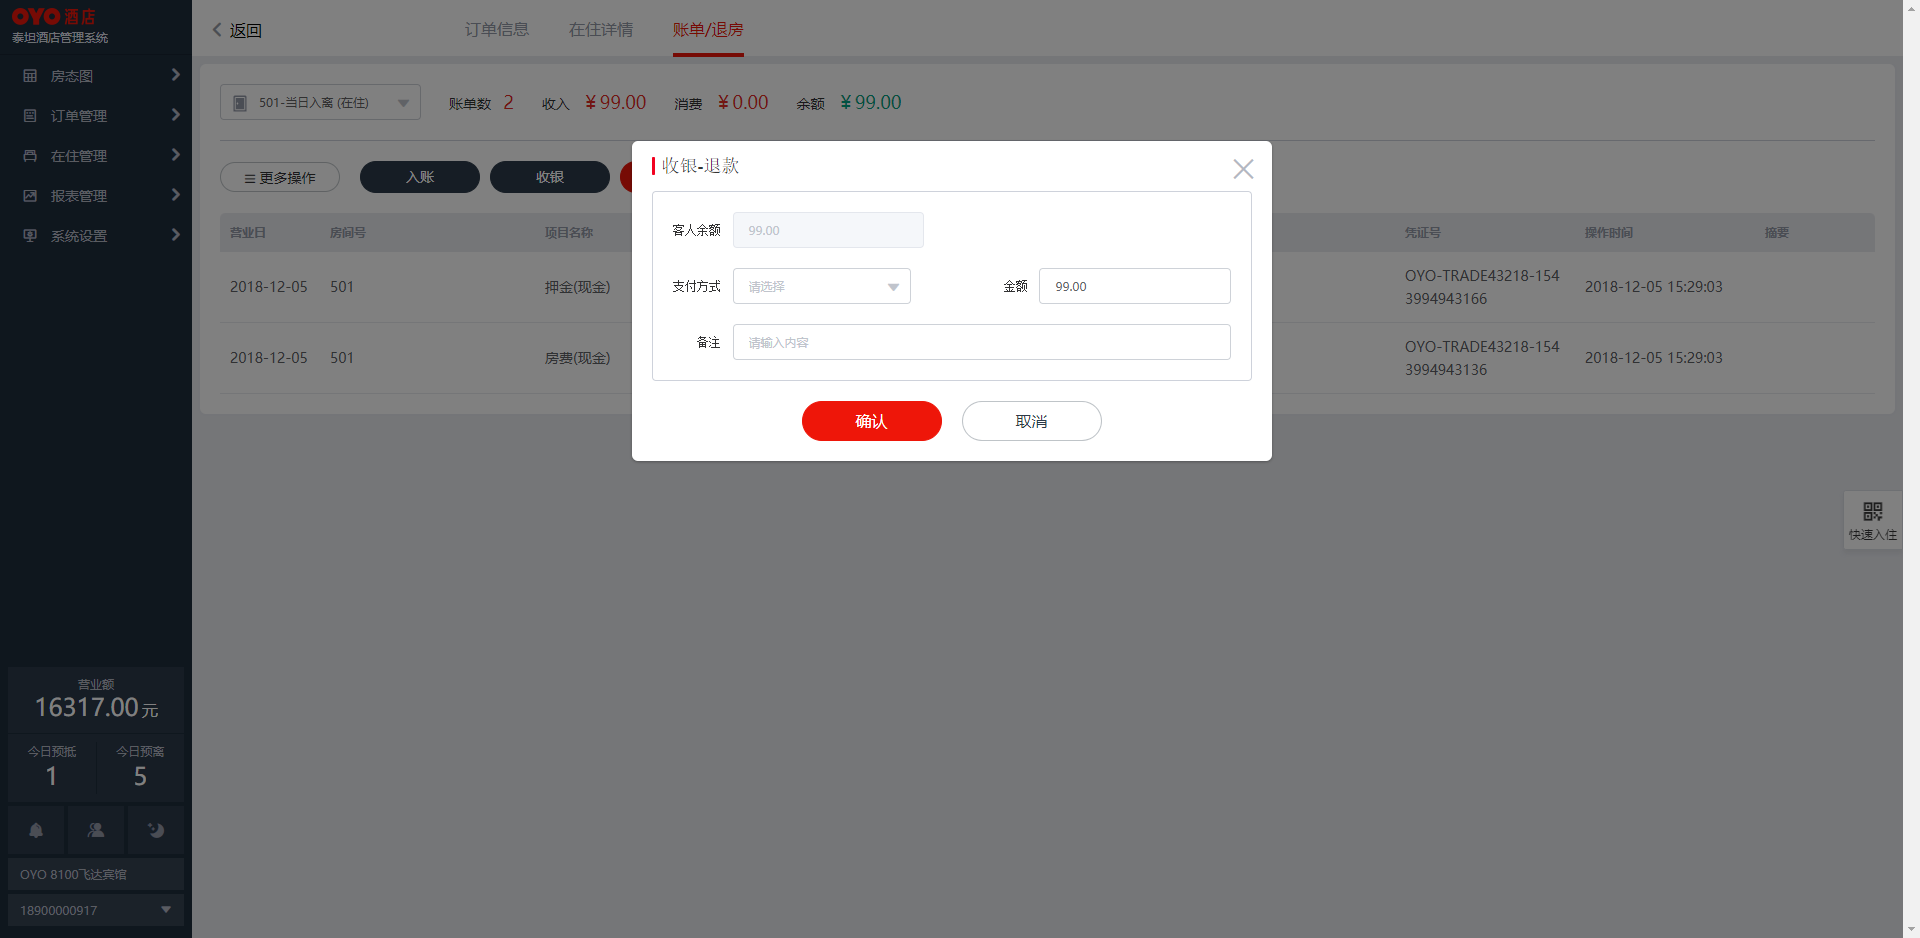 OYO 酒店
泰坦酒店管理系统
房态图
订单管理
在住管理
报表管理
系统设置
营业额
16317.00 元
今日预抵
1
今日预离
5
OYO 8100飞达宾馆
18900000917
返回
订单信息
在住详情
账单/退房
501-当日入离 (在住)
账单数 2
收入 ¥99.00
消费 ¥0.00
余额 ¥99.00
更多操作
入账
收银
营业日 房间号 项目名称 凭证号 操作时间 摘要
2018-12-05 501 押金(现金) OYO-TRADE43218-154
3994943166 2018-12-05 15:29:03
2018-12-05 501 房费(现金) OYO-TRADE43218-154
3994943136 2018-12-05 15:29:03
收银-退款
客人余额 99.00
支付方式 请选择 金额 99.00
备注 请输入内容
确认
取消
快速入住